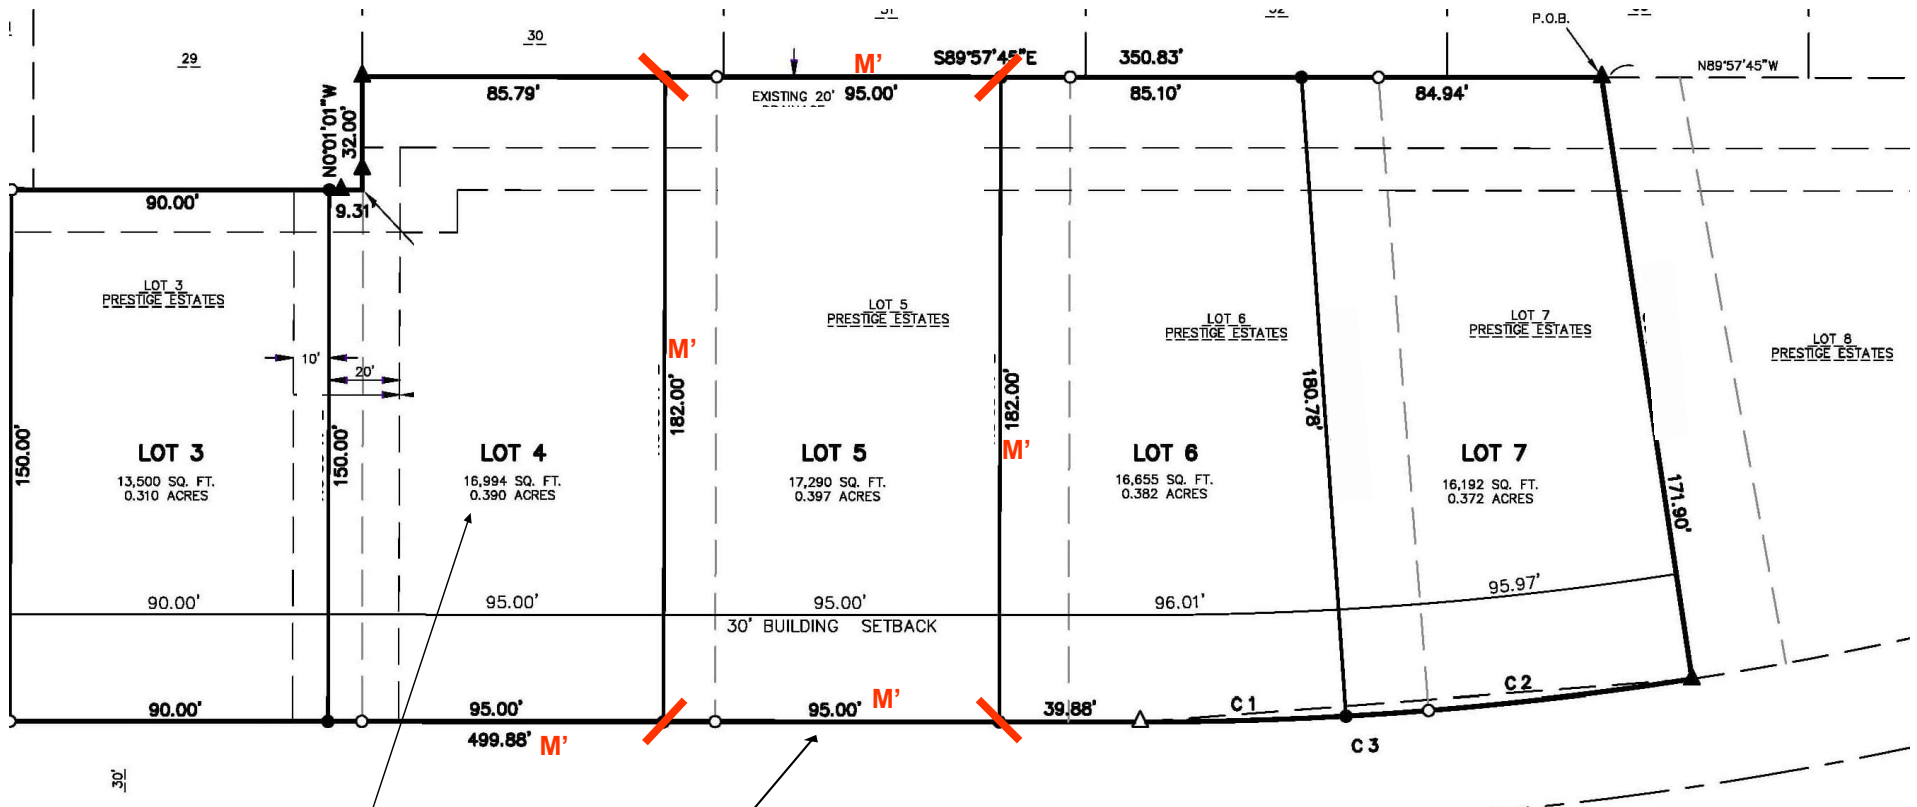 29
30
S89°57'45"E
350.83'
P.O.B.
N89°57'45"W
M'
85.79'
EXISTING 20'
95.00'
85.10'
84.94'
N0°01'01"W
32.00'
90.00'
9.31'
LOT 3
PRESTIGE ESTATES
LOT 5
PRESTIGE ESTATES
LOT 6
PRESTIGE ESTATES
LOT 7
PRESTIGE ESTATES
LOT 8
PRESTIGE ESTATES
10'
20'
M'
182.00'
182.00'
M'
180.78'
171.90'
150.00'
150.00'
LOT 3
13,500 SQ. FT.
0.310 ACRES
LOT 4
16,994 SQ. FT.
0.390 ACRES
LOT 5
17,290 SQ. FT.
0.397 ACRES
LOT 6
16,655 SQ. FT.
0.382 ACRES
LOT 7
16,192 SQ. FT.
0.372 ACRES
90.00'
95.00'
95.00'
96.01'
95.97'
30' BUILDING SETBACK
90.00'
95.00'
95.00'
M'
39.88'
C 1
C 2
499.88'
M'
C 3
30'